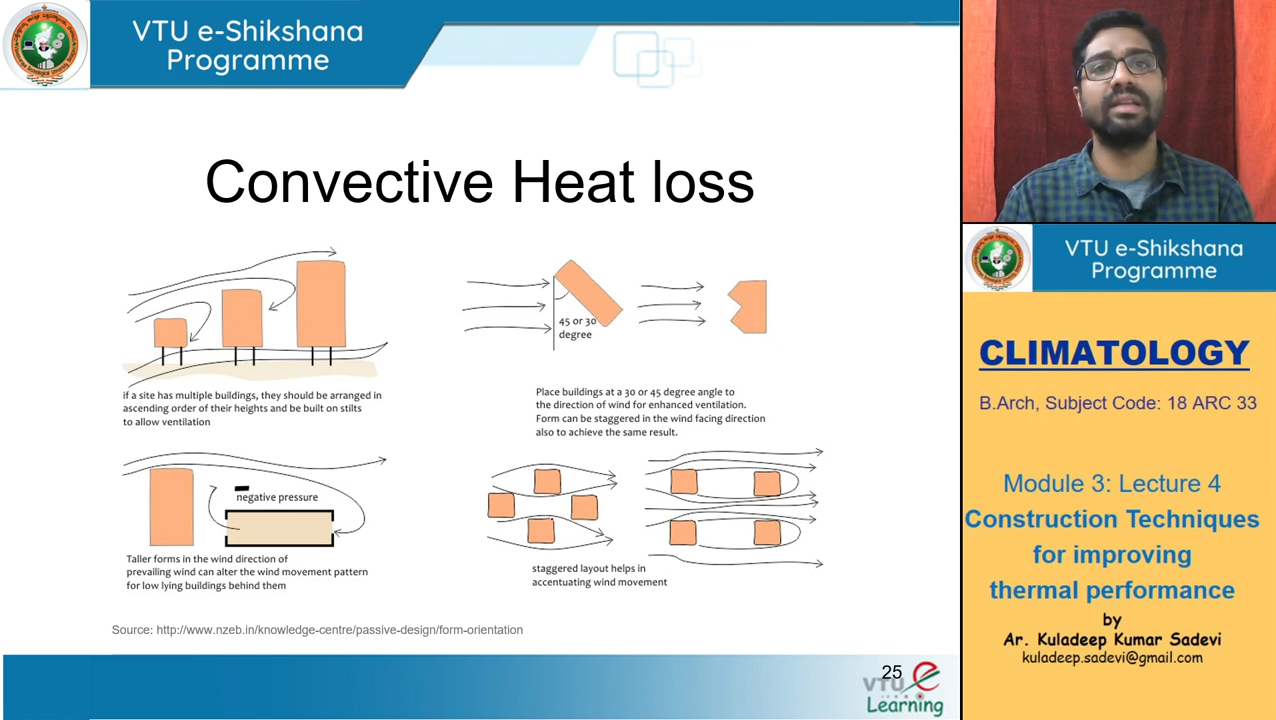 VTU e-Shikshana
Programme
Convective Heat loss
if a site has multiple buildings, they should be arranged in
ascending order of their heights and be built on stilts
to allow ventilation
45 or 30
degree
Place buildings at a 30 or 45 degree angle to
the direction of wind for enhanced ventilation.
Form can be staggered in the wind facing direction
also to achieve the same result.
negative pressure
Taller forms in the wind direction of
prevailing wind can alter the wind movement pattern
for low lying buildings behind them
staggered layout helps in
accentuating wind movement
Source: http://www.nzeb.in/knowledge-centre/passive-design/form-orientation
25
VTU e
Learning
VTU e-Shikshana
Programme
CLIMATOLOGY
B.Arch, Subject Code: 18 ARC 33
Module 3: Lecture 4
Construction Techniques
for improving
thermal performance
by
Ar. Kuladeep Kumar Sadevi
kuladeep.sadevi@gmail.com